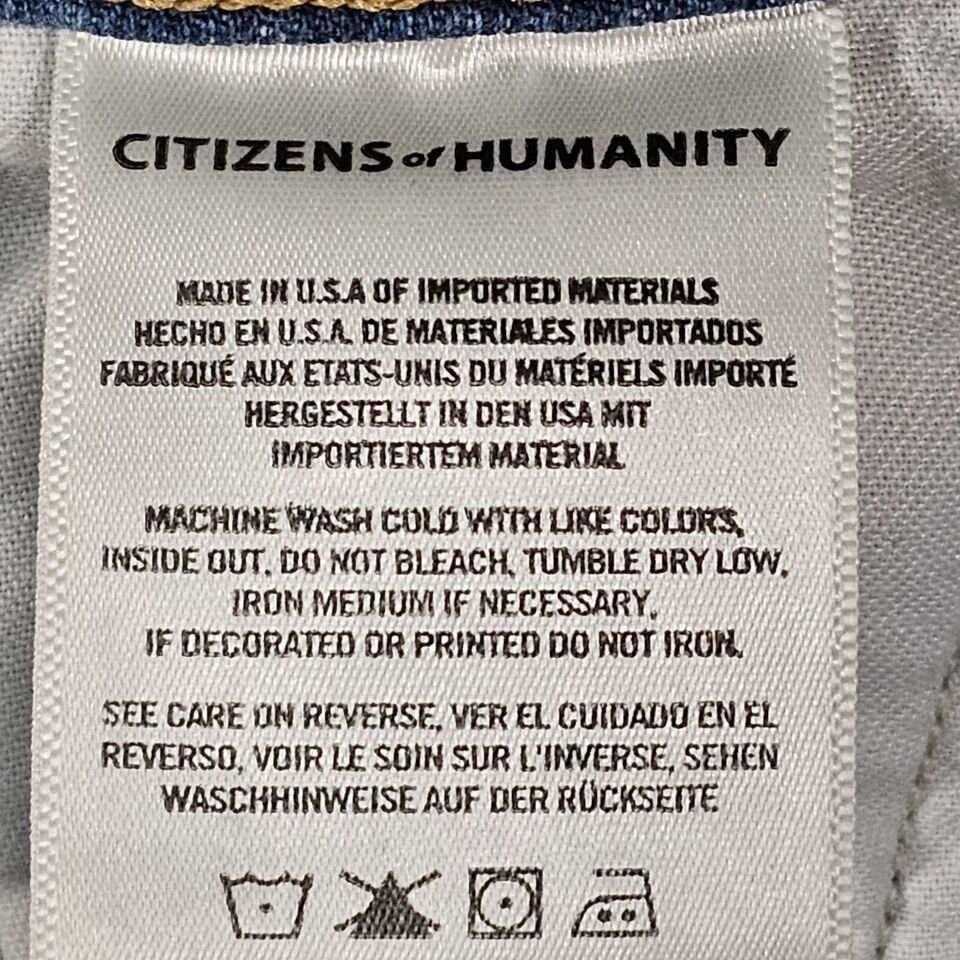 CITIZENS of HUMANITY
MADE IN U.S.A OF IMPORTED MATERIALS
HECHO EN U.S.A. DE MATERIALES IMPORTADOS
FABRIQUÉ AUX ETATS-UNIS DU MATÉRIELS IMPORTÉ
HERGESTELLT IN DEN USA MIT
IMPORTIERTEM MATERIAL
MACHINE WASH COLD WITH LIKE COLORS,
INSIDE OUT. DO NOT BLEACH, TUMBLE DRY LOW.
IRON MEDIUM IF NECESSARY.
IF DECORATED OR PRINTED DO NOT IRON.
SEE CARE ON REVERSE, VER EL CUIDADO EN EL
REVERSO, VOIR LE SOIN SUR L'INVERSE, SEHEN
WASCHHINWEISE AUF DER RÜCKSEITE